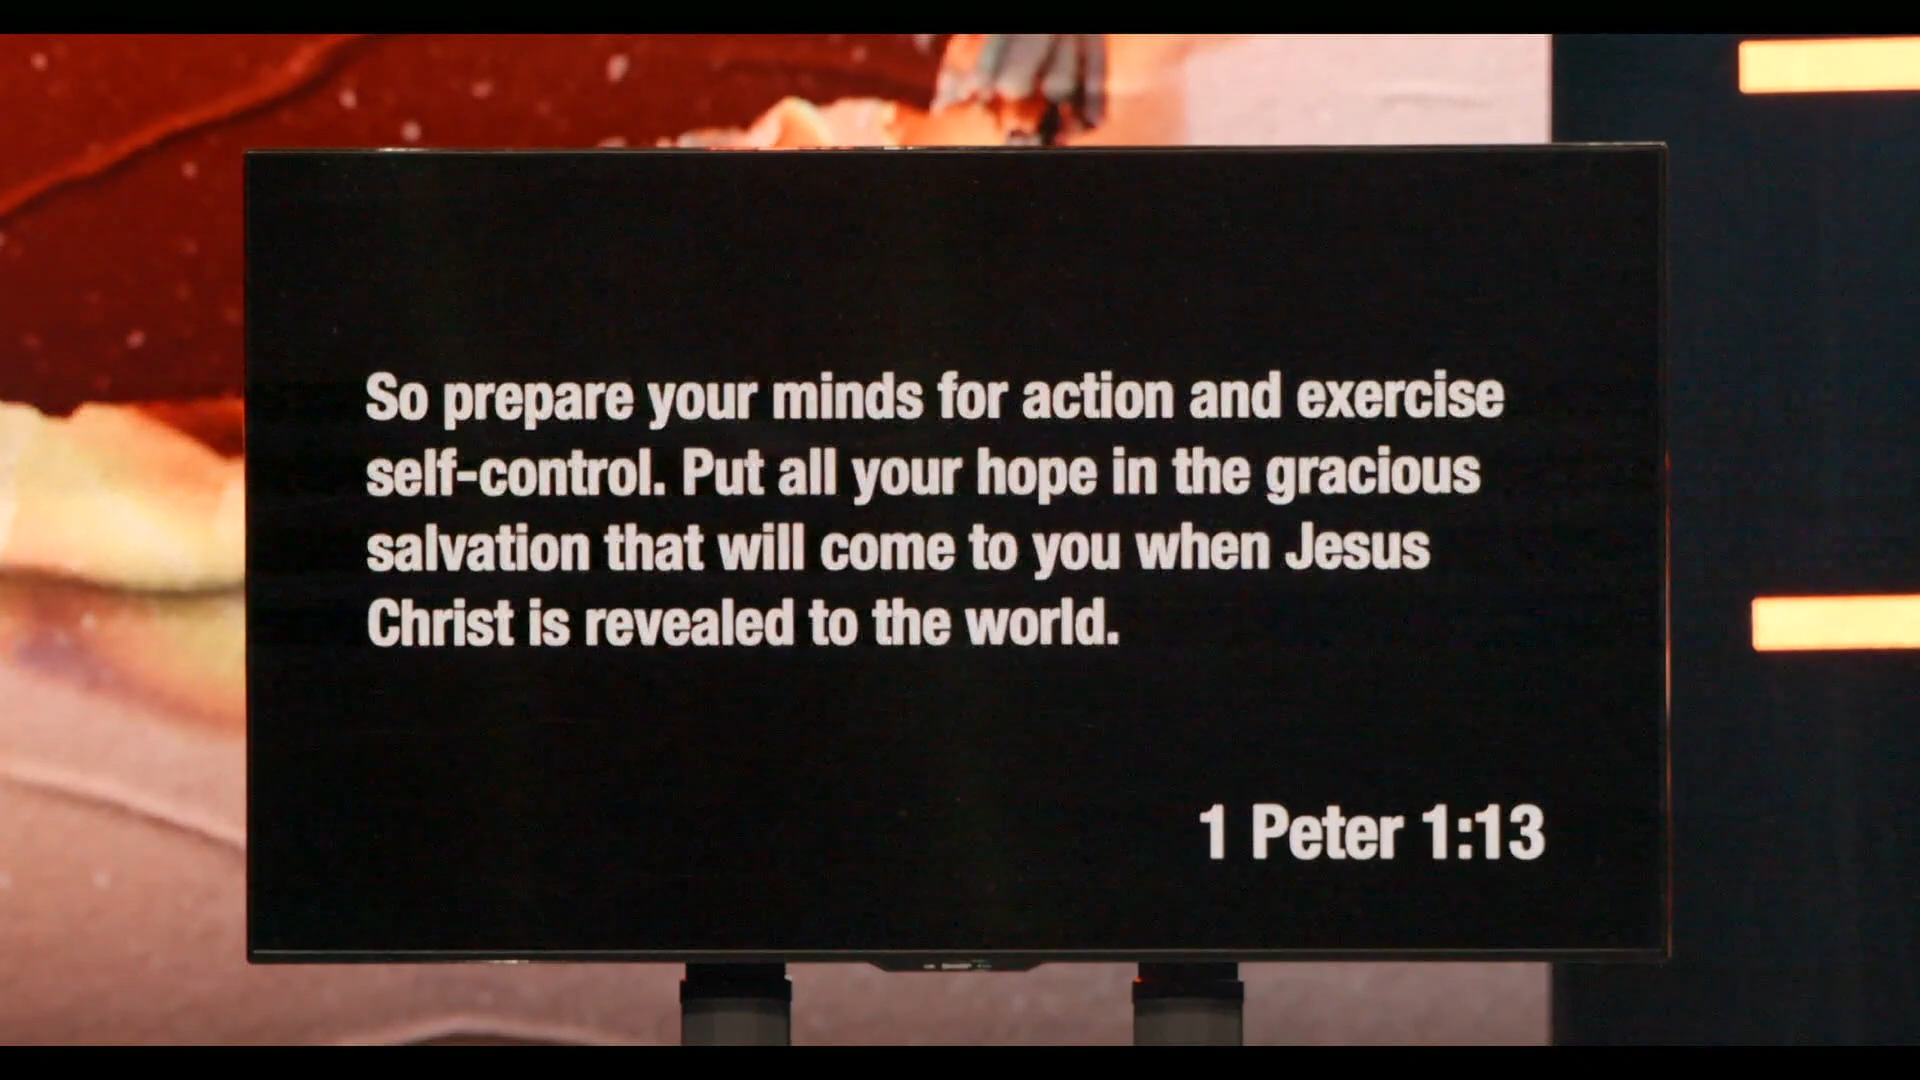 So prepare your minds for action and exercise
self-control. Put all your hope in the gracious
salvation that will come to you when Jesus
Christ is revealed to the world.
1 Peter 1:13